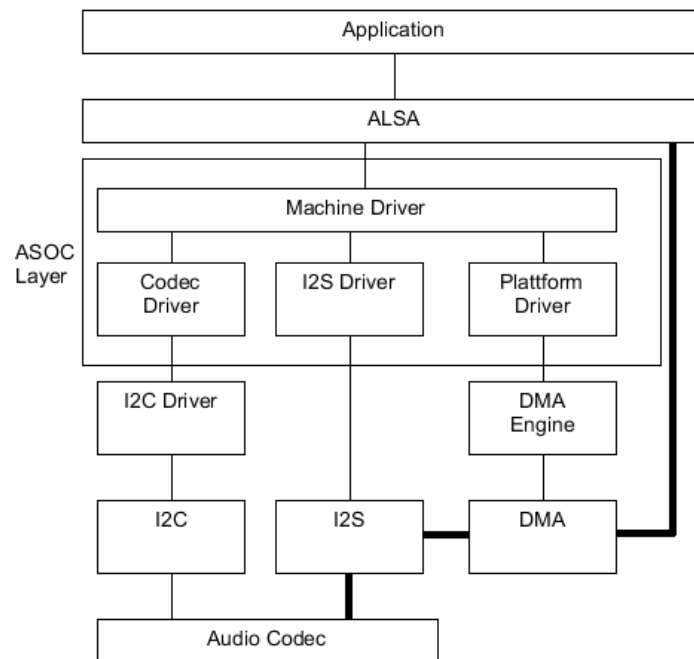 Application
ALSA
Machine Driver
ASOC
Layer
Codec
Driver
I2S Driver
Plattform
Driver
I2C Driver
DMA
Engine
I2C
I2S
DMA
Audio Codec